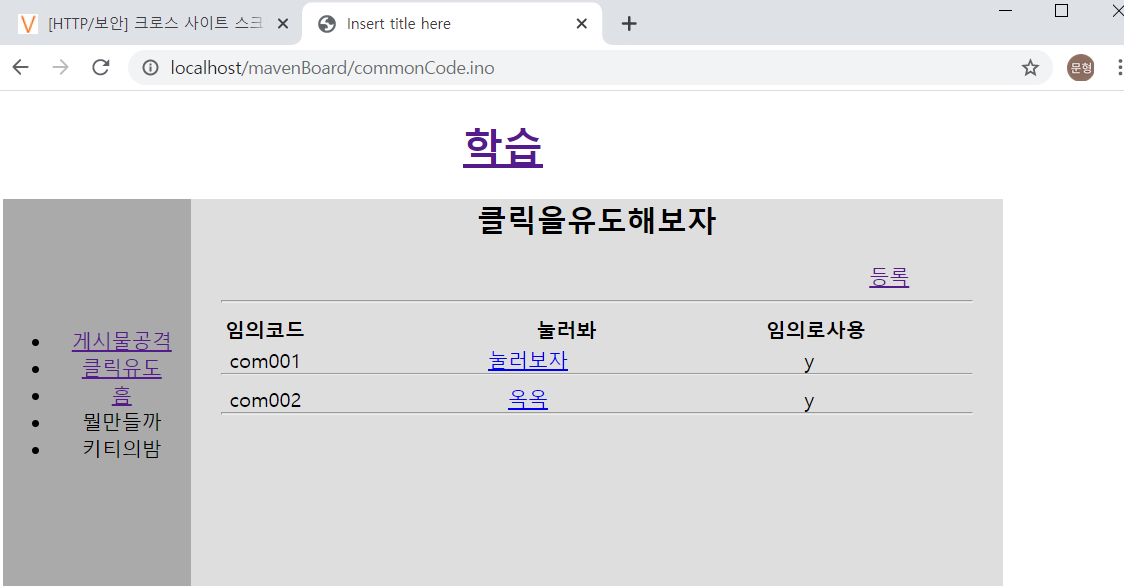 [HTTP/보안] 크로스 사이트 스크
Insert title here
localhost/mavenBoard/commonCode.ino
문형
학습
게시물공격
클릭유도
흠
뭘만들까
키티의밤
클릭을유도해보자
등록
임의코드 눌러봐 임의로사용
com001 눌러보자 y
com002 옥옥 y